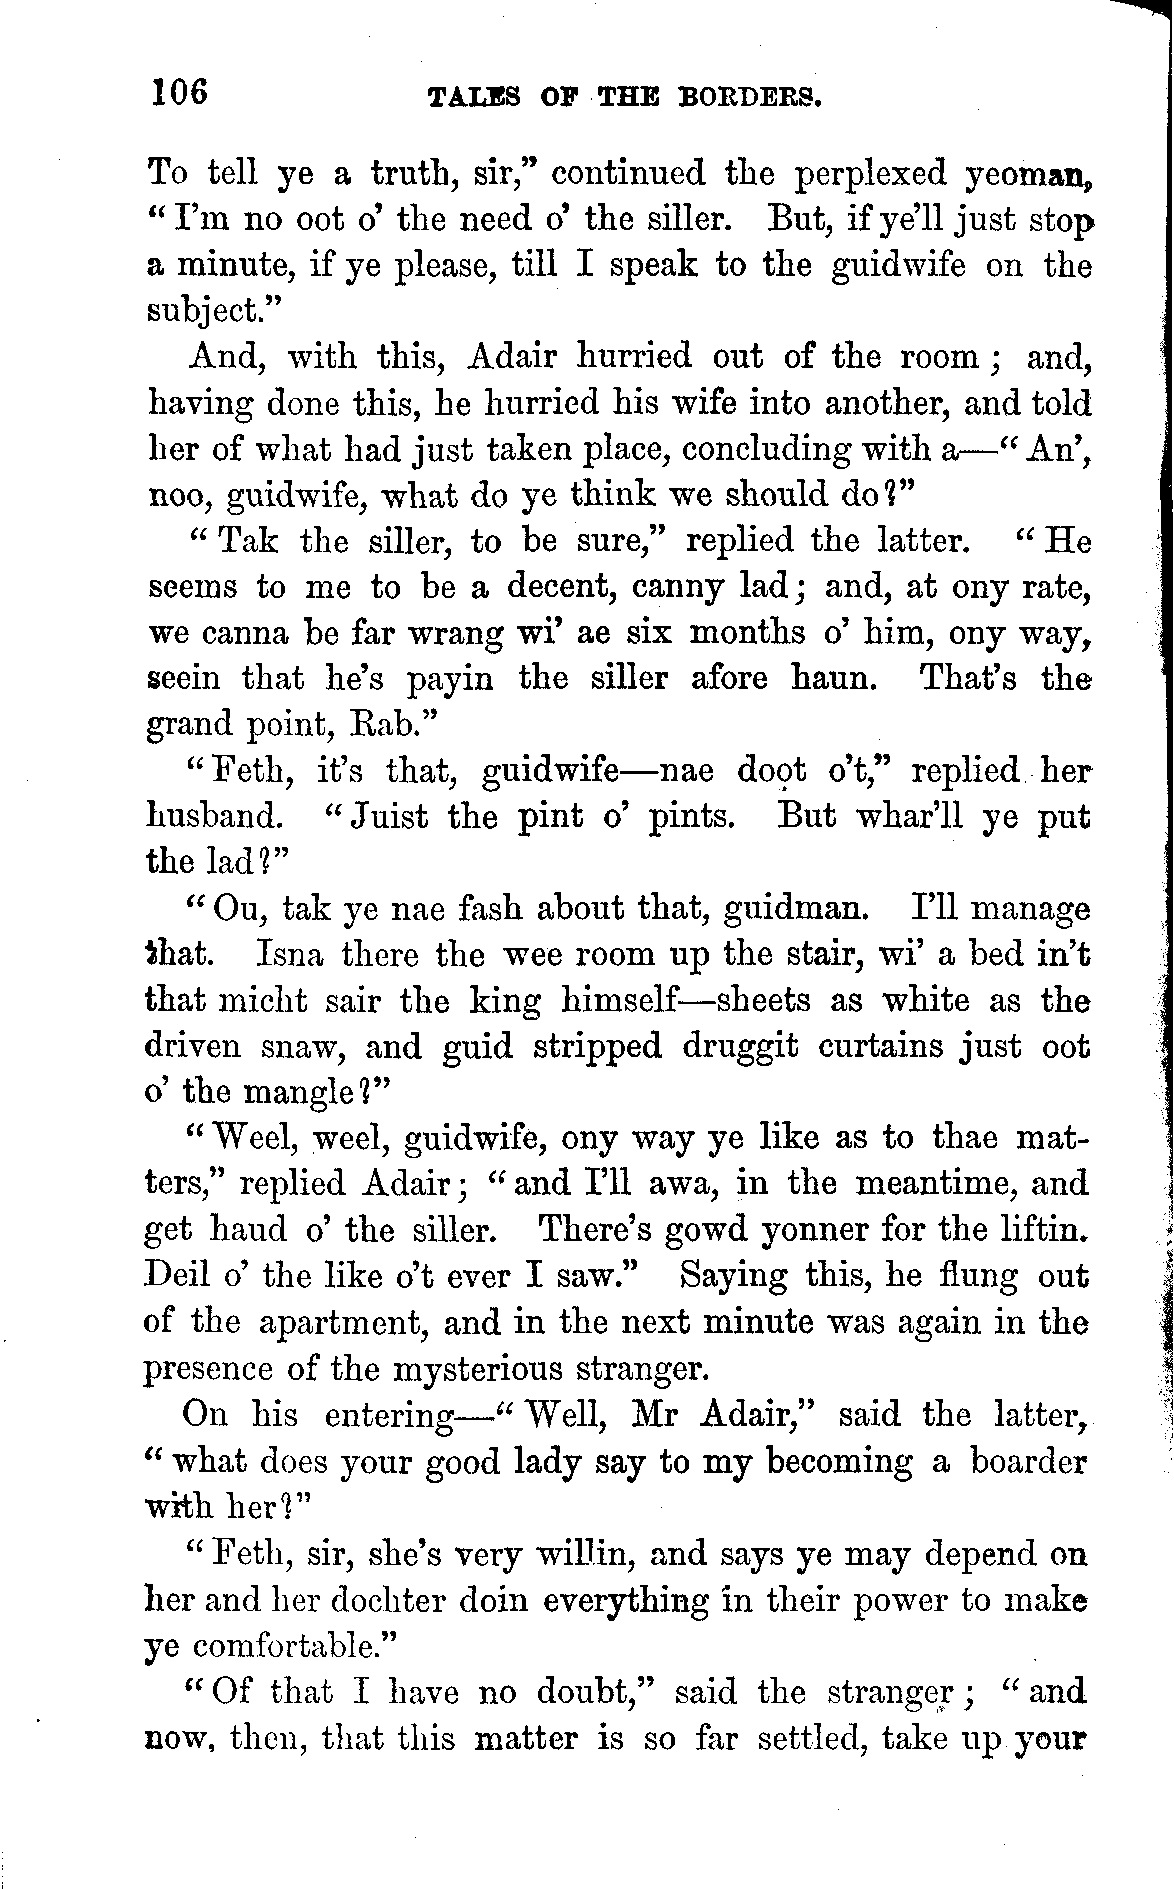 106 TALES OF THE BORDERS.
To tell ye a truth, sir,” continued the perplexed yeoman,
“I’m no oot o’ the need o’ the siller. But, if ye’ll just stop
a minute, if ye please, till I speak to the guidwife on the
subject.”
And, with this, Adair hurried out of the room; and,
having done this, he hurried his wife into another, and told
her of what had just taken place, concluding with a—“An’,
noo, guidwife, what do ye think we should do?”
“Tak the siller, to be sure,” replied the latter. “He
seems to me to be a decent, canny lad; and, at ony rate,
we canna be far wrang wi’ ae six months o’ him, ony way,
seein that he’s payin the siller afore haun. That’s the
grand point, Rab.”
“Feth, it’s that, guidwife—nae doot o’t,” replied her
husband. “Juist the pint o’ pints. But whar’ll ye put
the lad?”
“Ou, tak ye nae fash about that, guidman. I’ll manage
that. Isna there the wee room up the stair, wi’ a bed in’t
that micht sair the king himself—sheets as white as the
driven snaw, and guid stripped druggit curtains just oot
o’ the mangle?”
“Weel, weel, guidwife, ony way ye like as to thae mat-
ters,” replied Adair; “and I’ll awa, in the meantime, and
get haud o’ the siller. There’s gowd yonner for the liftin.
Deil o’ the like o’t ever I saw.” Saying this, he flung out
of the apartment, and in the next minute was again in the
presence of the mysterious stranger.
On his entering—“Well, Mr Adair,” said the latter,
“what does your good lady say to my becoming a boarder
with her?”
“Feth, sir, she’s very willin, and says ye may depend on
her and her dochter doin everything in their power to make
ye comfortable.”
“Of that I have no doubt,” said the stranger; “and
now, then, that this matter is so far settled, take up your